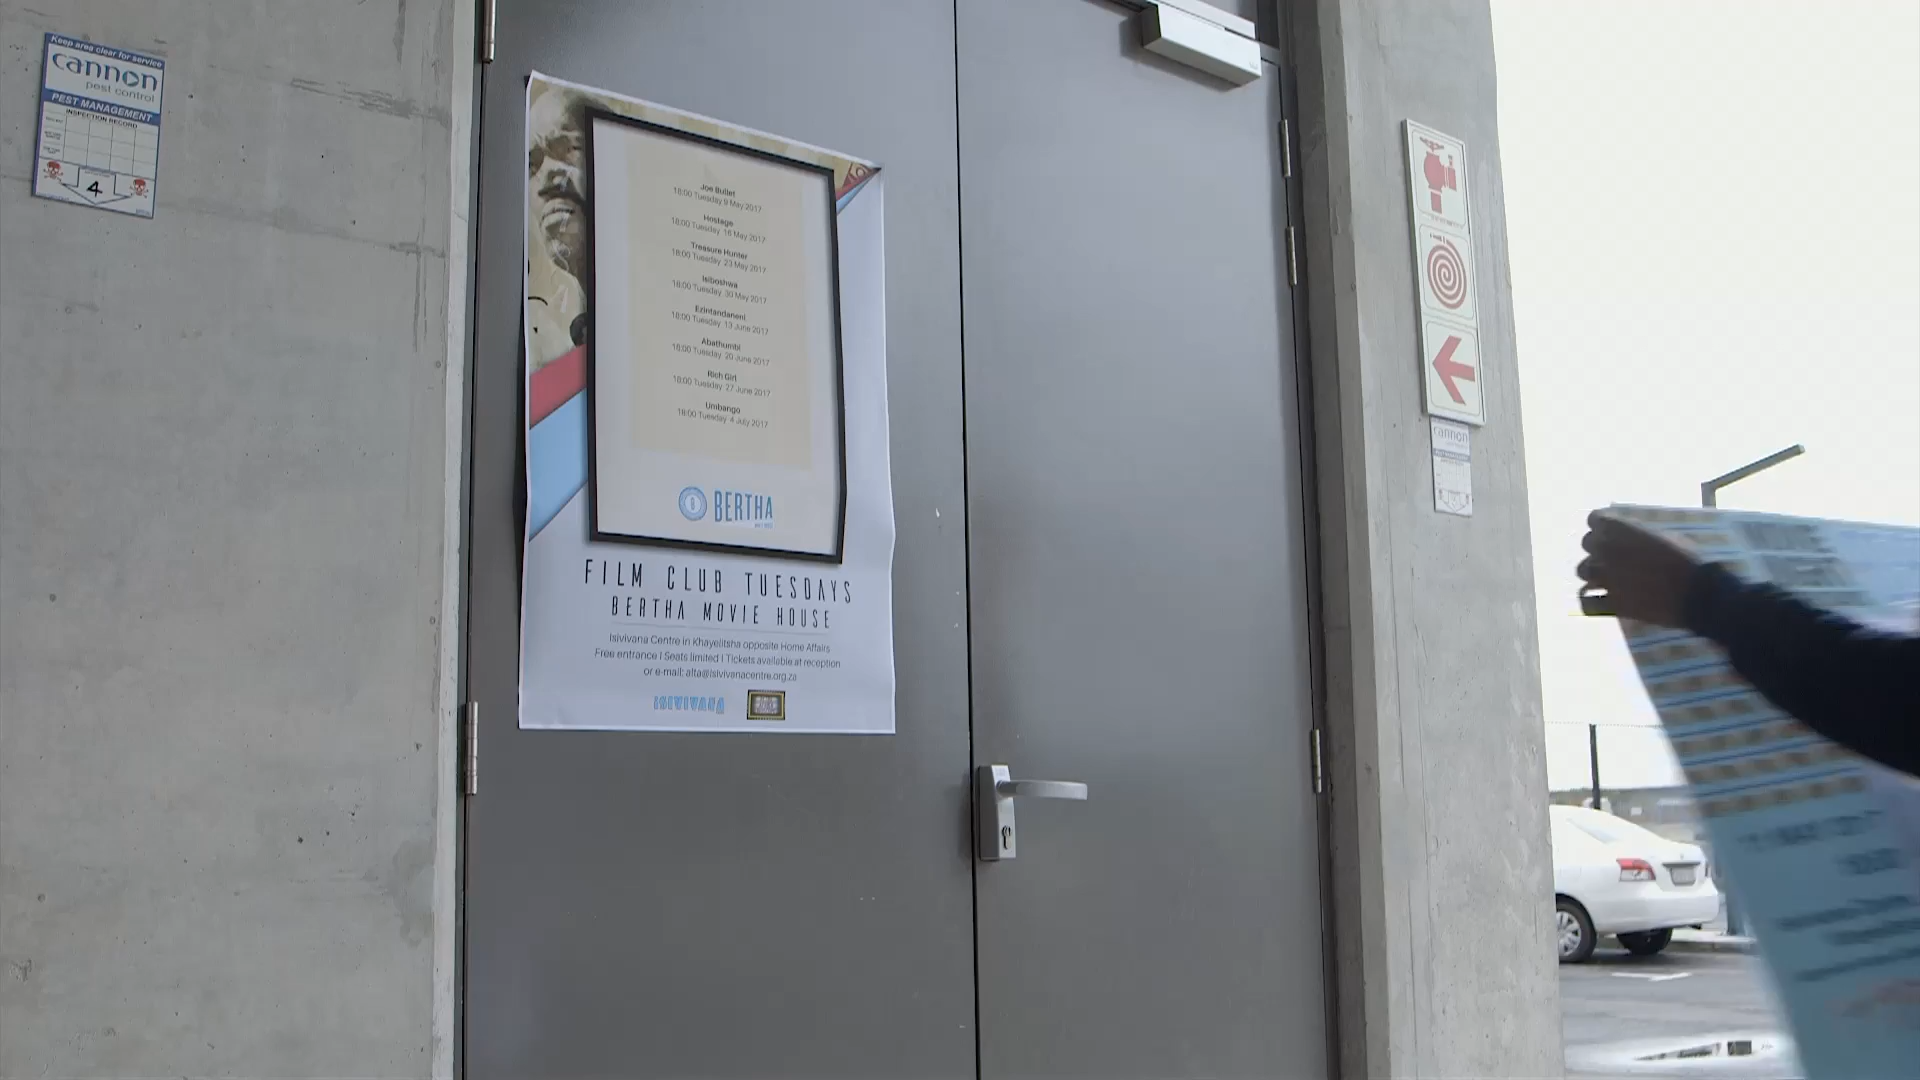 Keep area clear for service
cannon
pest control
PEST MANAGEMENT
INSPECTION RECORD
4
Joe Bullet
18:00 Tuesday 9 May 2017
Hostage
18:00 Tuesday 16 May 2017
Treasure Hunter
18:00 Tuesday 23 May 2017
Isiboshwa
18:00 Tuesday 30 May 2017
Ezintandaneni
18:00 Tuesday 13 June 2017
Abathumbi
18:00 Tuesday 20 June 2017
Rich Girl
18:00 Tuesday 27 June 2017
Umbango
18:00 Tuesday 4 July 2017
BERTHA
FILM CLUB TUESDAYS
BERTHA MOVIE HOUSE
Isivivana Centre in Khayelitsha opposite Home Affairs
Free entrance | Seats limited | Tickets available at reception
or e-mail: alta@isivivanacentre.org.za
ISIVIVANA
cannon